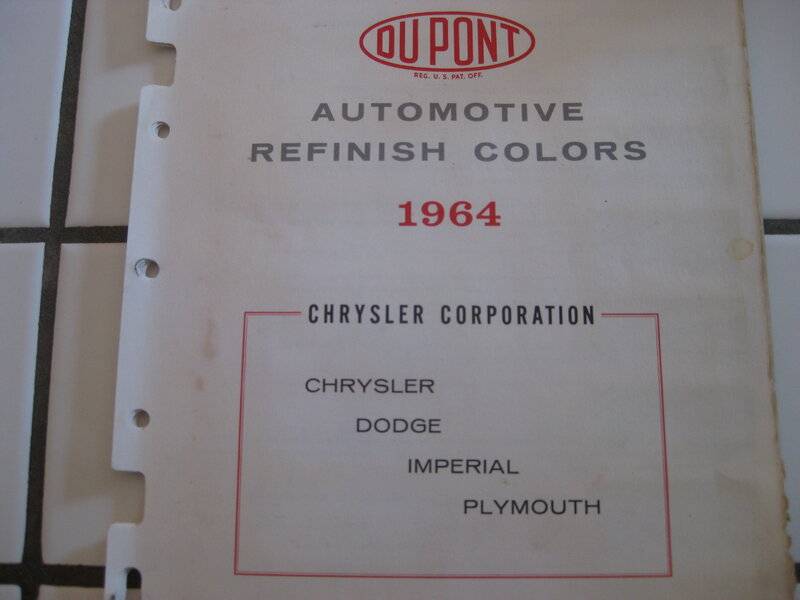 DU PONT
REG. U. S. PAT. OFF.
AUTOMOTIVE
REFINISH COLORS
1964
CHRYSLER CORPORATION
CHRYSLER
DODGE
IMPERIAL
PLYMOUTH